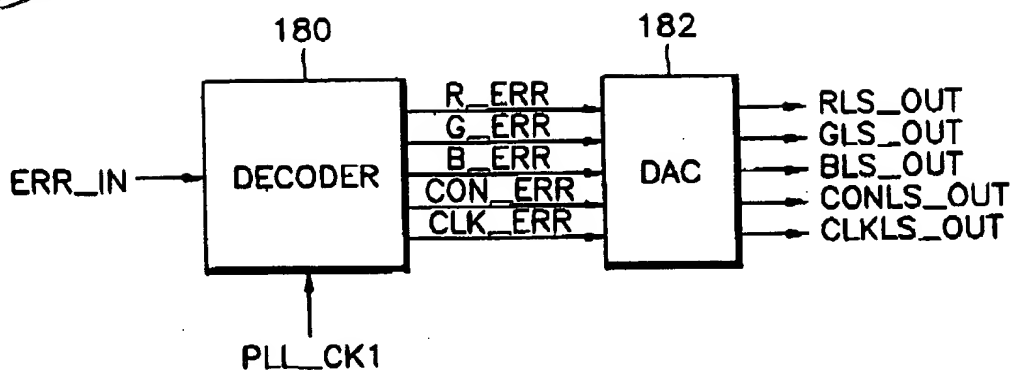 180
182
R_ERR
G_ERR
B_ERR
CON_ERR
CLK_ERR
ERR_IN
DECODER
DAC
RLS_OUT
GLS_OUT
BLS_OUT
CONLS_OUT
CLKLS_OUT
PLL_CK1